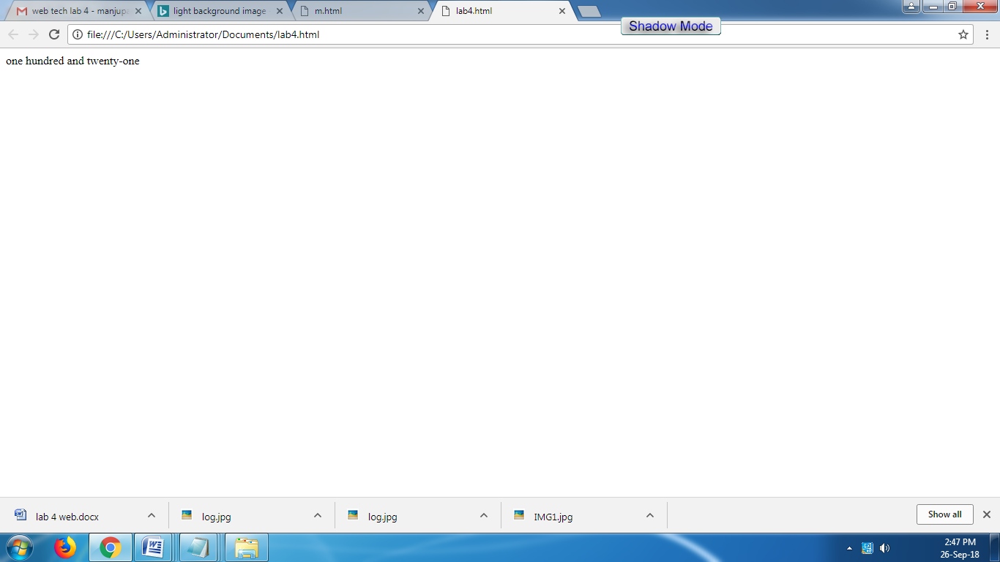 web tech lab 4 - manjupa
light background image
m.html
lab4.html
Shadow Mode
file:///C:/Users/Administrator/Documents/lab4.html
one hundred and twenty-one
lab 4 web.docx
log.jpg
log.jpg
IMG1.jpg
Show all
2:47 PM
26-Sep-18